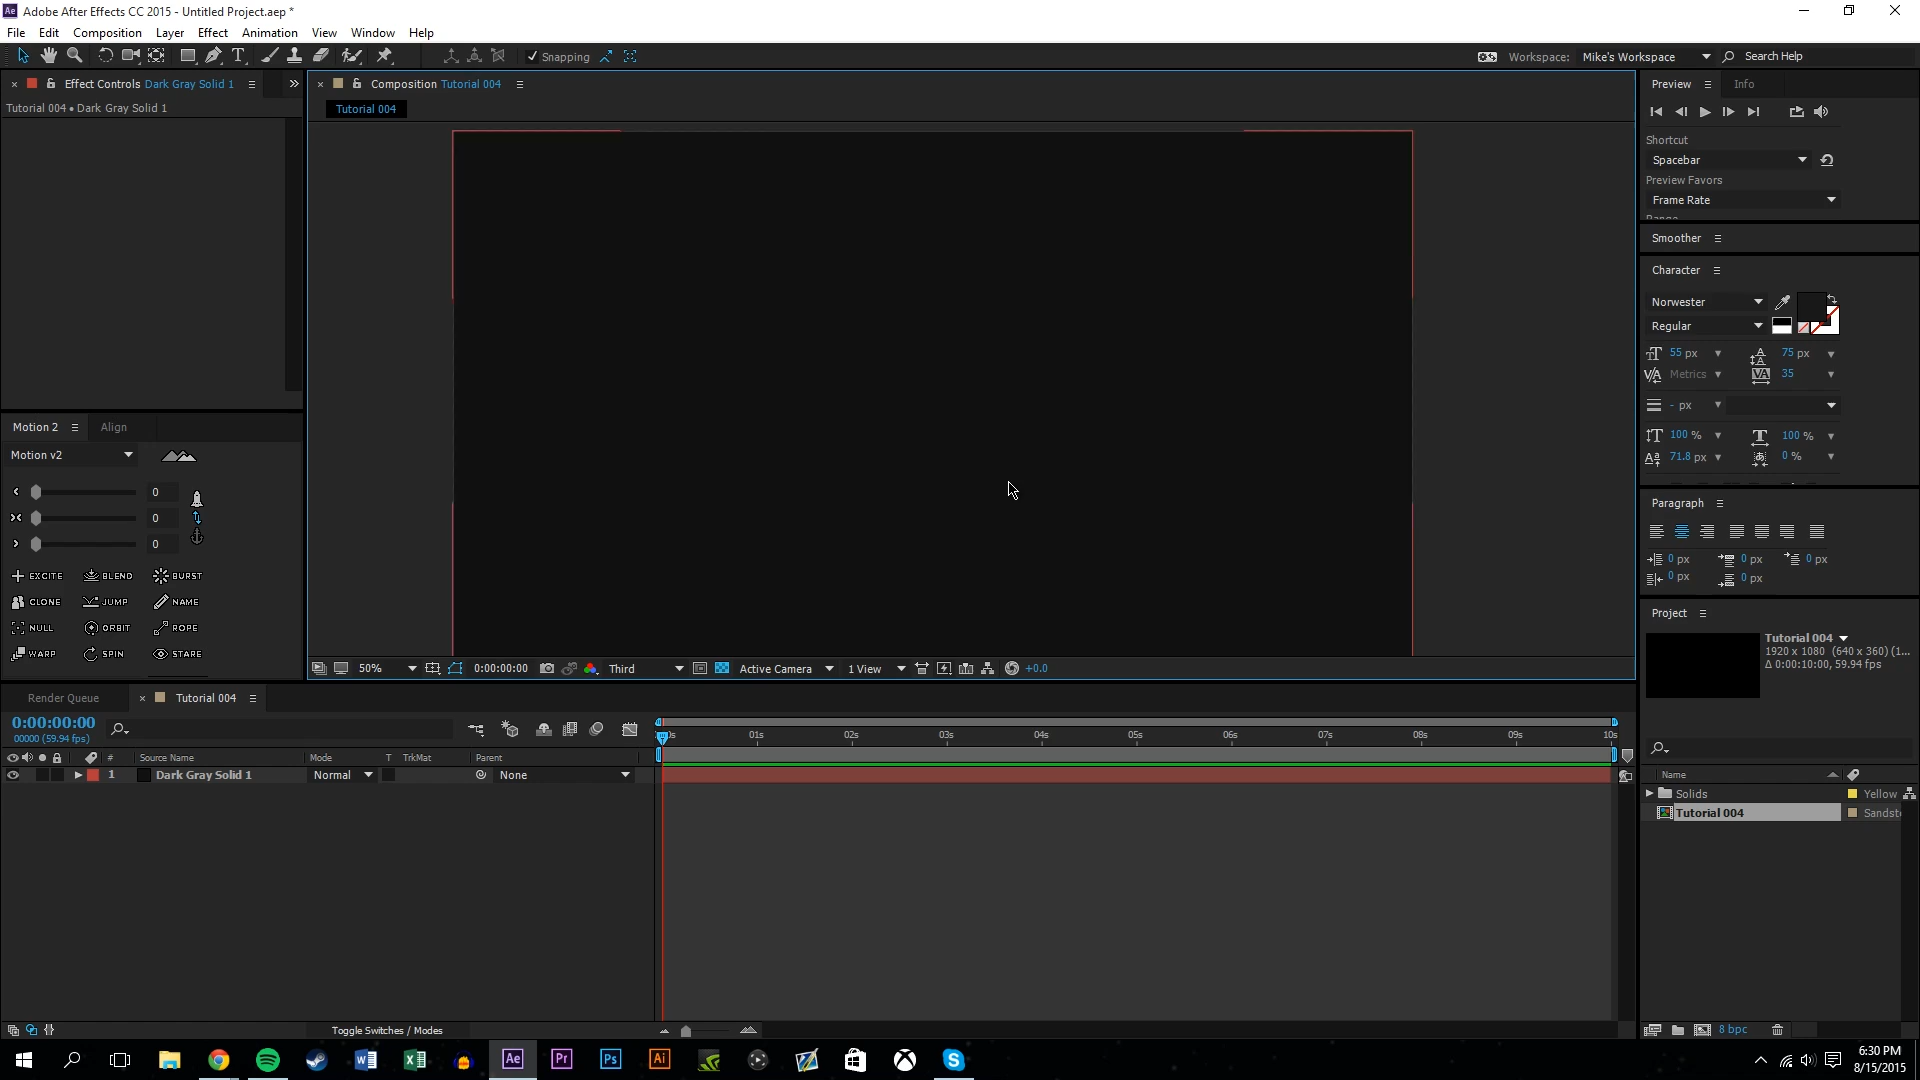 Adobe After Effects CC 2015 - Untitled Project.aep *
File Edit Composition Layer Effect Animation View Window Help
Snapping
Workspace: Mike's Workspace
Search Help
Effect Controls Dark Gray Solid 1
Tutorial 004 • Dark Gray Solid 1
Composition Tutorial 004
Tutorial 004
Preview Info
Shortcut
Spacebar
Preview Favors
Frame Rate
Range
Smoother
Character
Norwester
Regular
55 px 75 px
Metrics 35
- px
100 % 100 %
71.8 px 0 %
Paragraph
0 px 0 px 0 px
0 px 0 px
Motion 2 Align
Motion v2
0
0
0
EXCITE BLEND BURST
CLONE JUMP NAME
NULL ORBIT ROPE
WARP SPIN STARE
50% 0:00:00:00 Third Active Camera 1 View +0.0
Project
Tutorial 004
1920 x 1080 (640 x 360) (1...
Δ 0:00:10:00, 59.94 fps)
Name
Solids Yellow
Tutorial 004 Sandst
8 bpc
Render Queue Tutorial 004
0:00:00:00
00000 (59.94 fps)
# Source Name Mode T TrkMat Parent
1 Dark Gray Solid 1 Normal None
01s 02s 03s 04s 05s 06s 07s 08s 09s 10s
Toggle Switches / Modes
Ae Pr Ps Ai
6:30 PM
8/15/2015